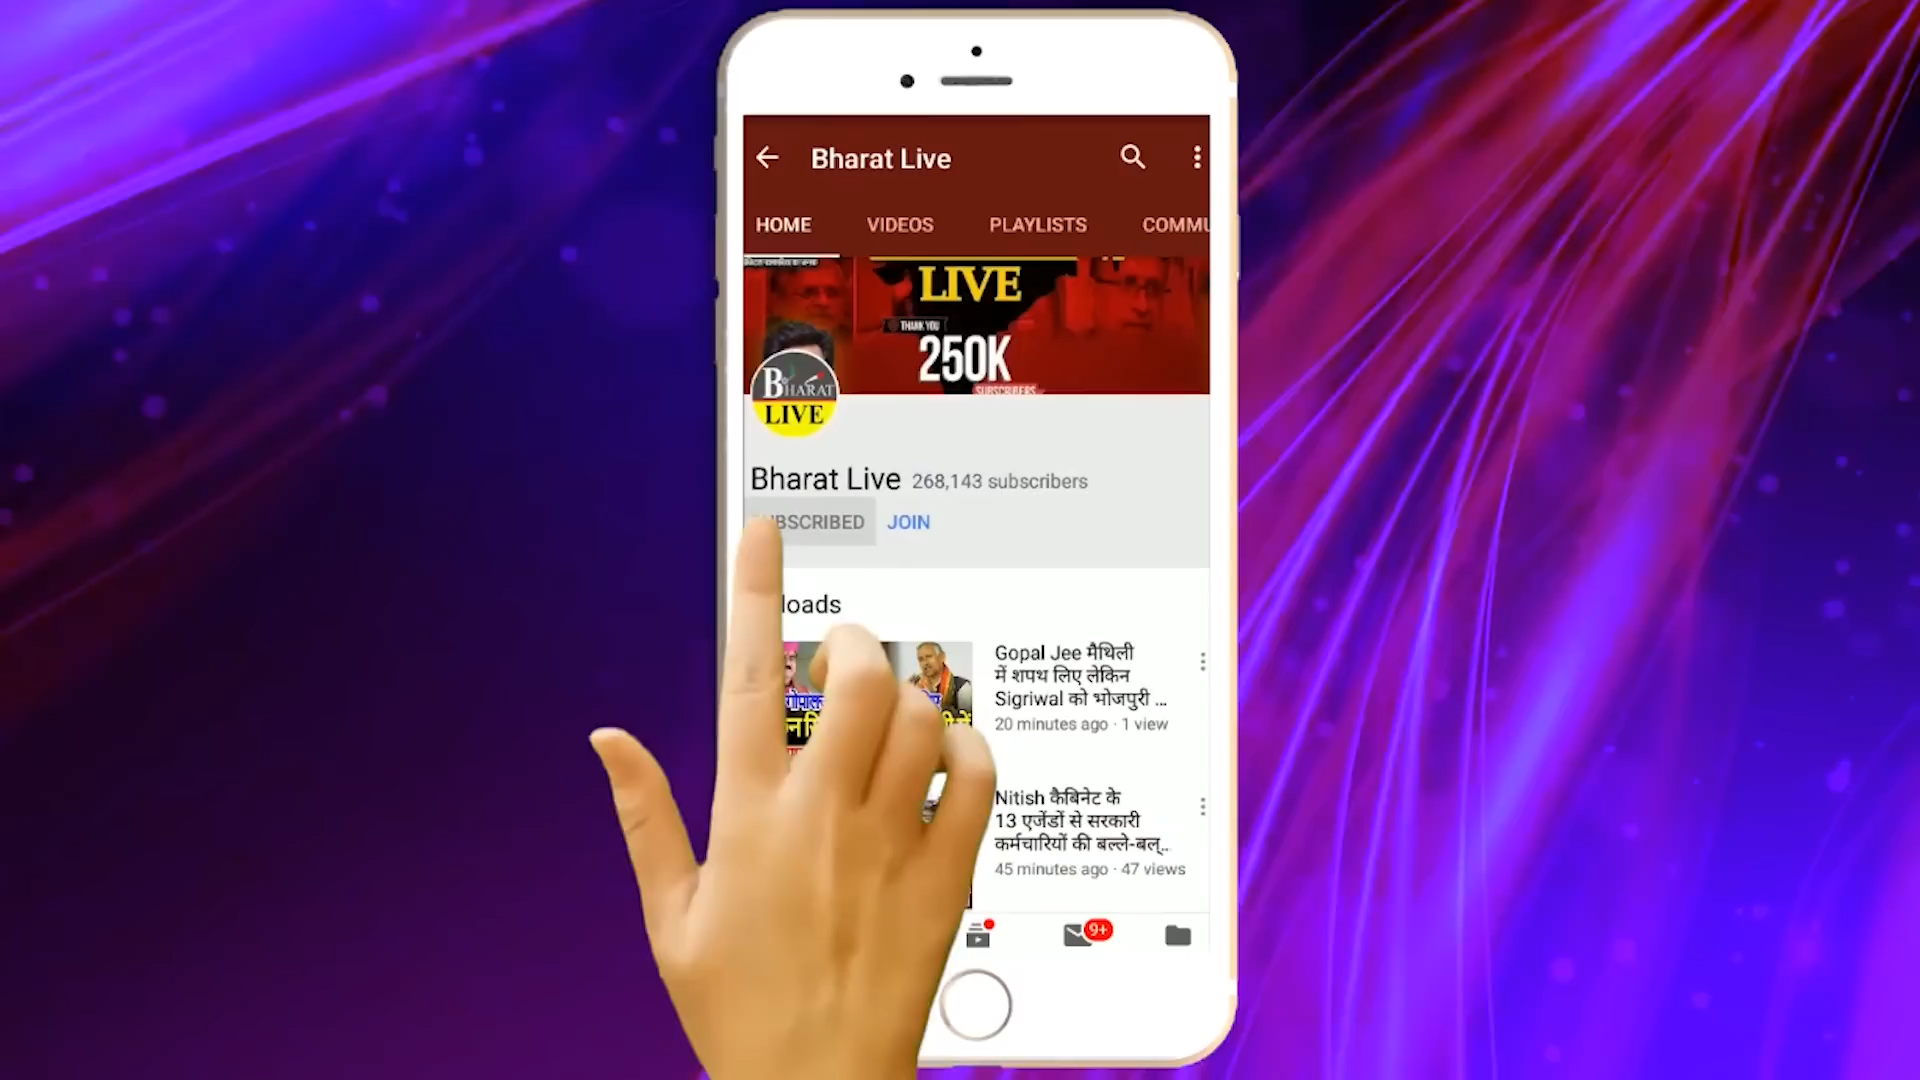 Bharat Live
HOME VIDEOS PLAYLISTS COMMU
LIVE
THANK YOU
250K
SUBSCRIBERS
BHARAT
LIVE
Bharat Live 268,143 subscribers
UBSCRIBED JOIN
loads
Gopal Jee मैथिली
में शपथ लिए लेकिन
Sigriwal को भोजपुरी ...
20 minutes ago · 1 view
गोपाल
Nitish कैबिनेट के
13 एजेंडों से सरकारी
कर्मचारियों की बल्ले-बल्...
45 minutes ago · 47 views
9+